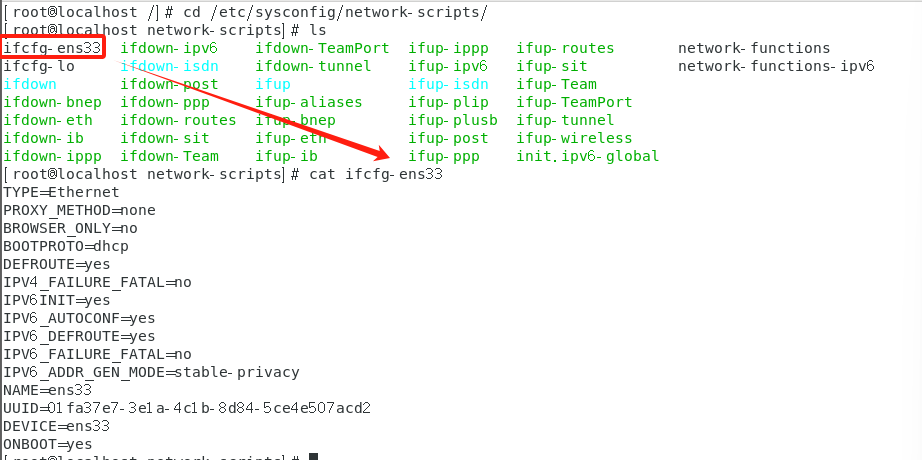 [root@localhost /]# cd /etc/sysconfig/network-scripts/
[root@localhost network-scripts]# ls
ifcfg-ens33 ifdown-ipv6 ifdown-TeamPort ifup-ippp ifup-routes network-functions
ifcfg-lo ifdown-isdn ifdown-tunnel ifup-ipv6 ifup-sit network-functions-ipv6
ifdown ifdown-post ifup ifup-isdn ifup-Team
ifdown-bnep ifdown-ppp ifup-aliases ifup-plip ifup-TeamPort
ifdown-eth ifdown-routes ifup-bnep ifup-plusb ifup-tunnel
ifdown-ib ifdown-sit ifup-eth ifup-post ifup-wireless
ifdown-ippp ifdown-Team ifup-ib ifup-ppp init.ipv6-global
[root@localhost network-scripts]# cat ifcfg-ens33
TYPE=Ethernet
PROXY_METHOD=none
BROWSER_ONLY=no
BOOTPROTO=dhcp
DEFROUTE=yes
IPV4_FAILURE_FATAL=no
IPV6INIT=yes
IPV6_AUTOCONF=yes
IPV6_DEFROUTE=yes
IPV6_FAILURE_FATAL=no
IPV6_ADDR_GEN_MODE=stable-privacy
NAME=ens33
UUID=01fa37e7-3e1a-4c1b-8d84-5ce4e507acd2
DEVICE=ens33
ONBOOT=yes
[root@localhost network-scripts]#